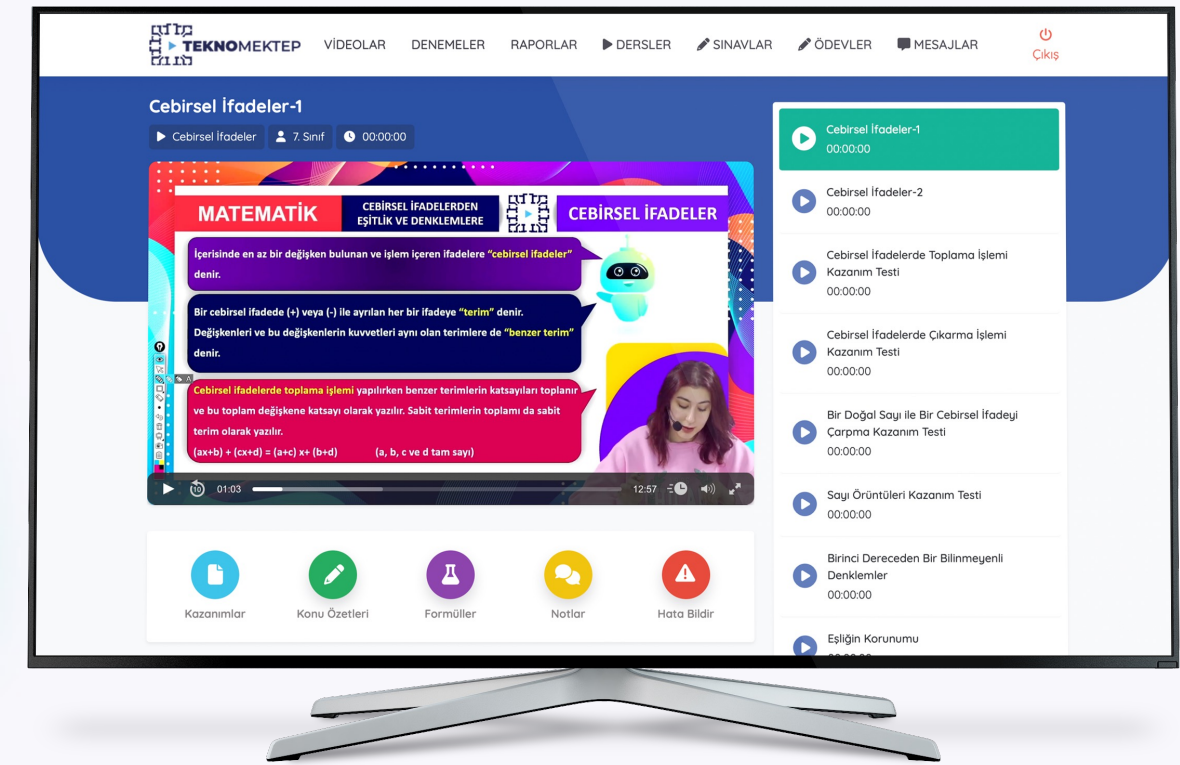 TEKNOMEKTEP
VİDEOLAR
DENEMELER
RAPORLAR
DERSLER
SINAVLAR
ÖDEVLER
MESAJLAR
Çıkış
Cebirsel İfadeler-1
Cebirsel İfadeler
7. Sınıf
00:00:00
MATEMATİK
CEBİRSEL İFADELERDEN
EŞİTLİK VE DENKLEMLERE
CEBİRSEL İFADELER
İçerisinde en az bir değişken bulunan ve işlem içeren ifadelere “cebirsel ifadeler”
denir.
Bir cebirsel ifadede (+) veya (-) ile ayrılan her bir ifadeye “terim” denir.
Değişkenleri ve bu değişkenlerin kuvvetleri aynı olan terimlere de “benzer terim”
denir.
Cebirsel ifadelerde toplama işlemi yapılırken benzer terimlerin katsayıları toplanır
ve bu toplam değişkene katsayı olarak yazılır. Sabit terimlerin toplamı da sabit
terim olarak yazılır.
(ax+b) + (cx+d) = (a+c) x+ (b+d) (a, b, c ve d tam sayı)
10
01:03
12:57
Kazanımlar
Konu Özetleri
Formüller
Notlar
Hata Bildir
Cebirsel İfadeler-1
00:00:00
Cebirsel İfadeler-2
00:00:00
Cebirsel İfadelerde Toplama İşlemi
Kazanım Testi
00:00:00
Cebirsel İfadelerde Çıkarma İşlemi
Kazanım Testi
00:00:00
Bir Doğal Sayı ile Bir Cebirsel İfadeyi
Çarpma Kazanım Testi
00:00:00
Sayı Örüntüleri Kazanım Testi
00:00:00
Birinci Dereceden Bir Bilinmeyenli
Denklemler
00:00:00
Eşliğin Korunumu